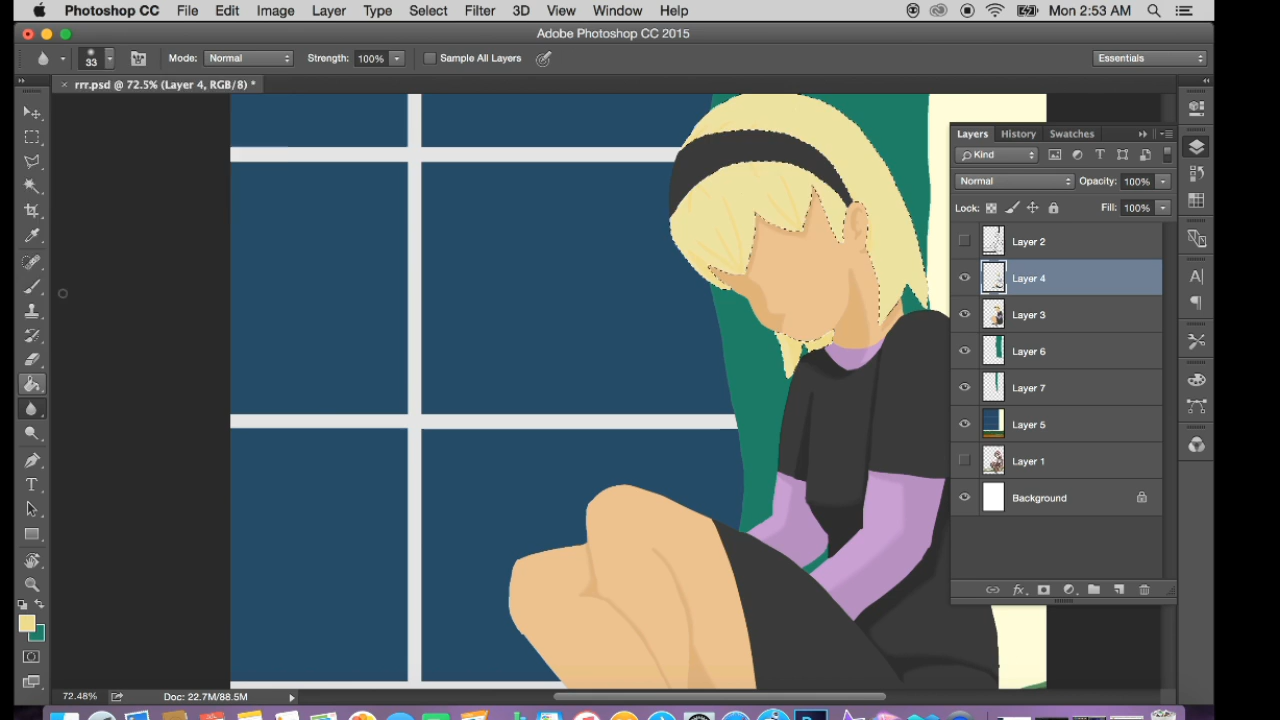 Photoshop CC File Edit Image Layer Type Select Filter 3D View Window Help Mon 2:53 AM
Adobe Photoshop CC 2015
33 Mode: Normal Strength: 100% Sample All Layers Essentials
× rrr.psd @ 72.5% (Layer 4, RGB/8) *
Layers History Swatches
Kind T
Normal Opacity: 100%
Lock: Fill: 100%
Layer 2
Layer 4
Layer 3
Layer 6
Layer 7
Layer 5
Layer 1
Background
fx
T
A
72.48% Doc: 22.7M/88.5M